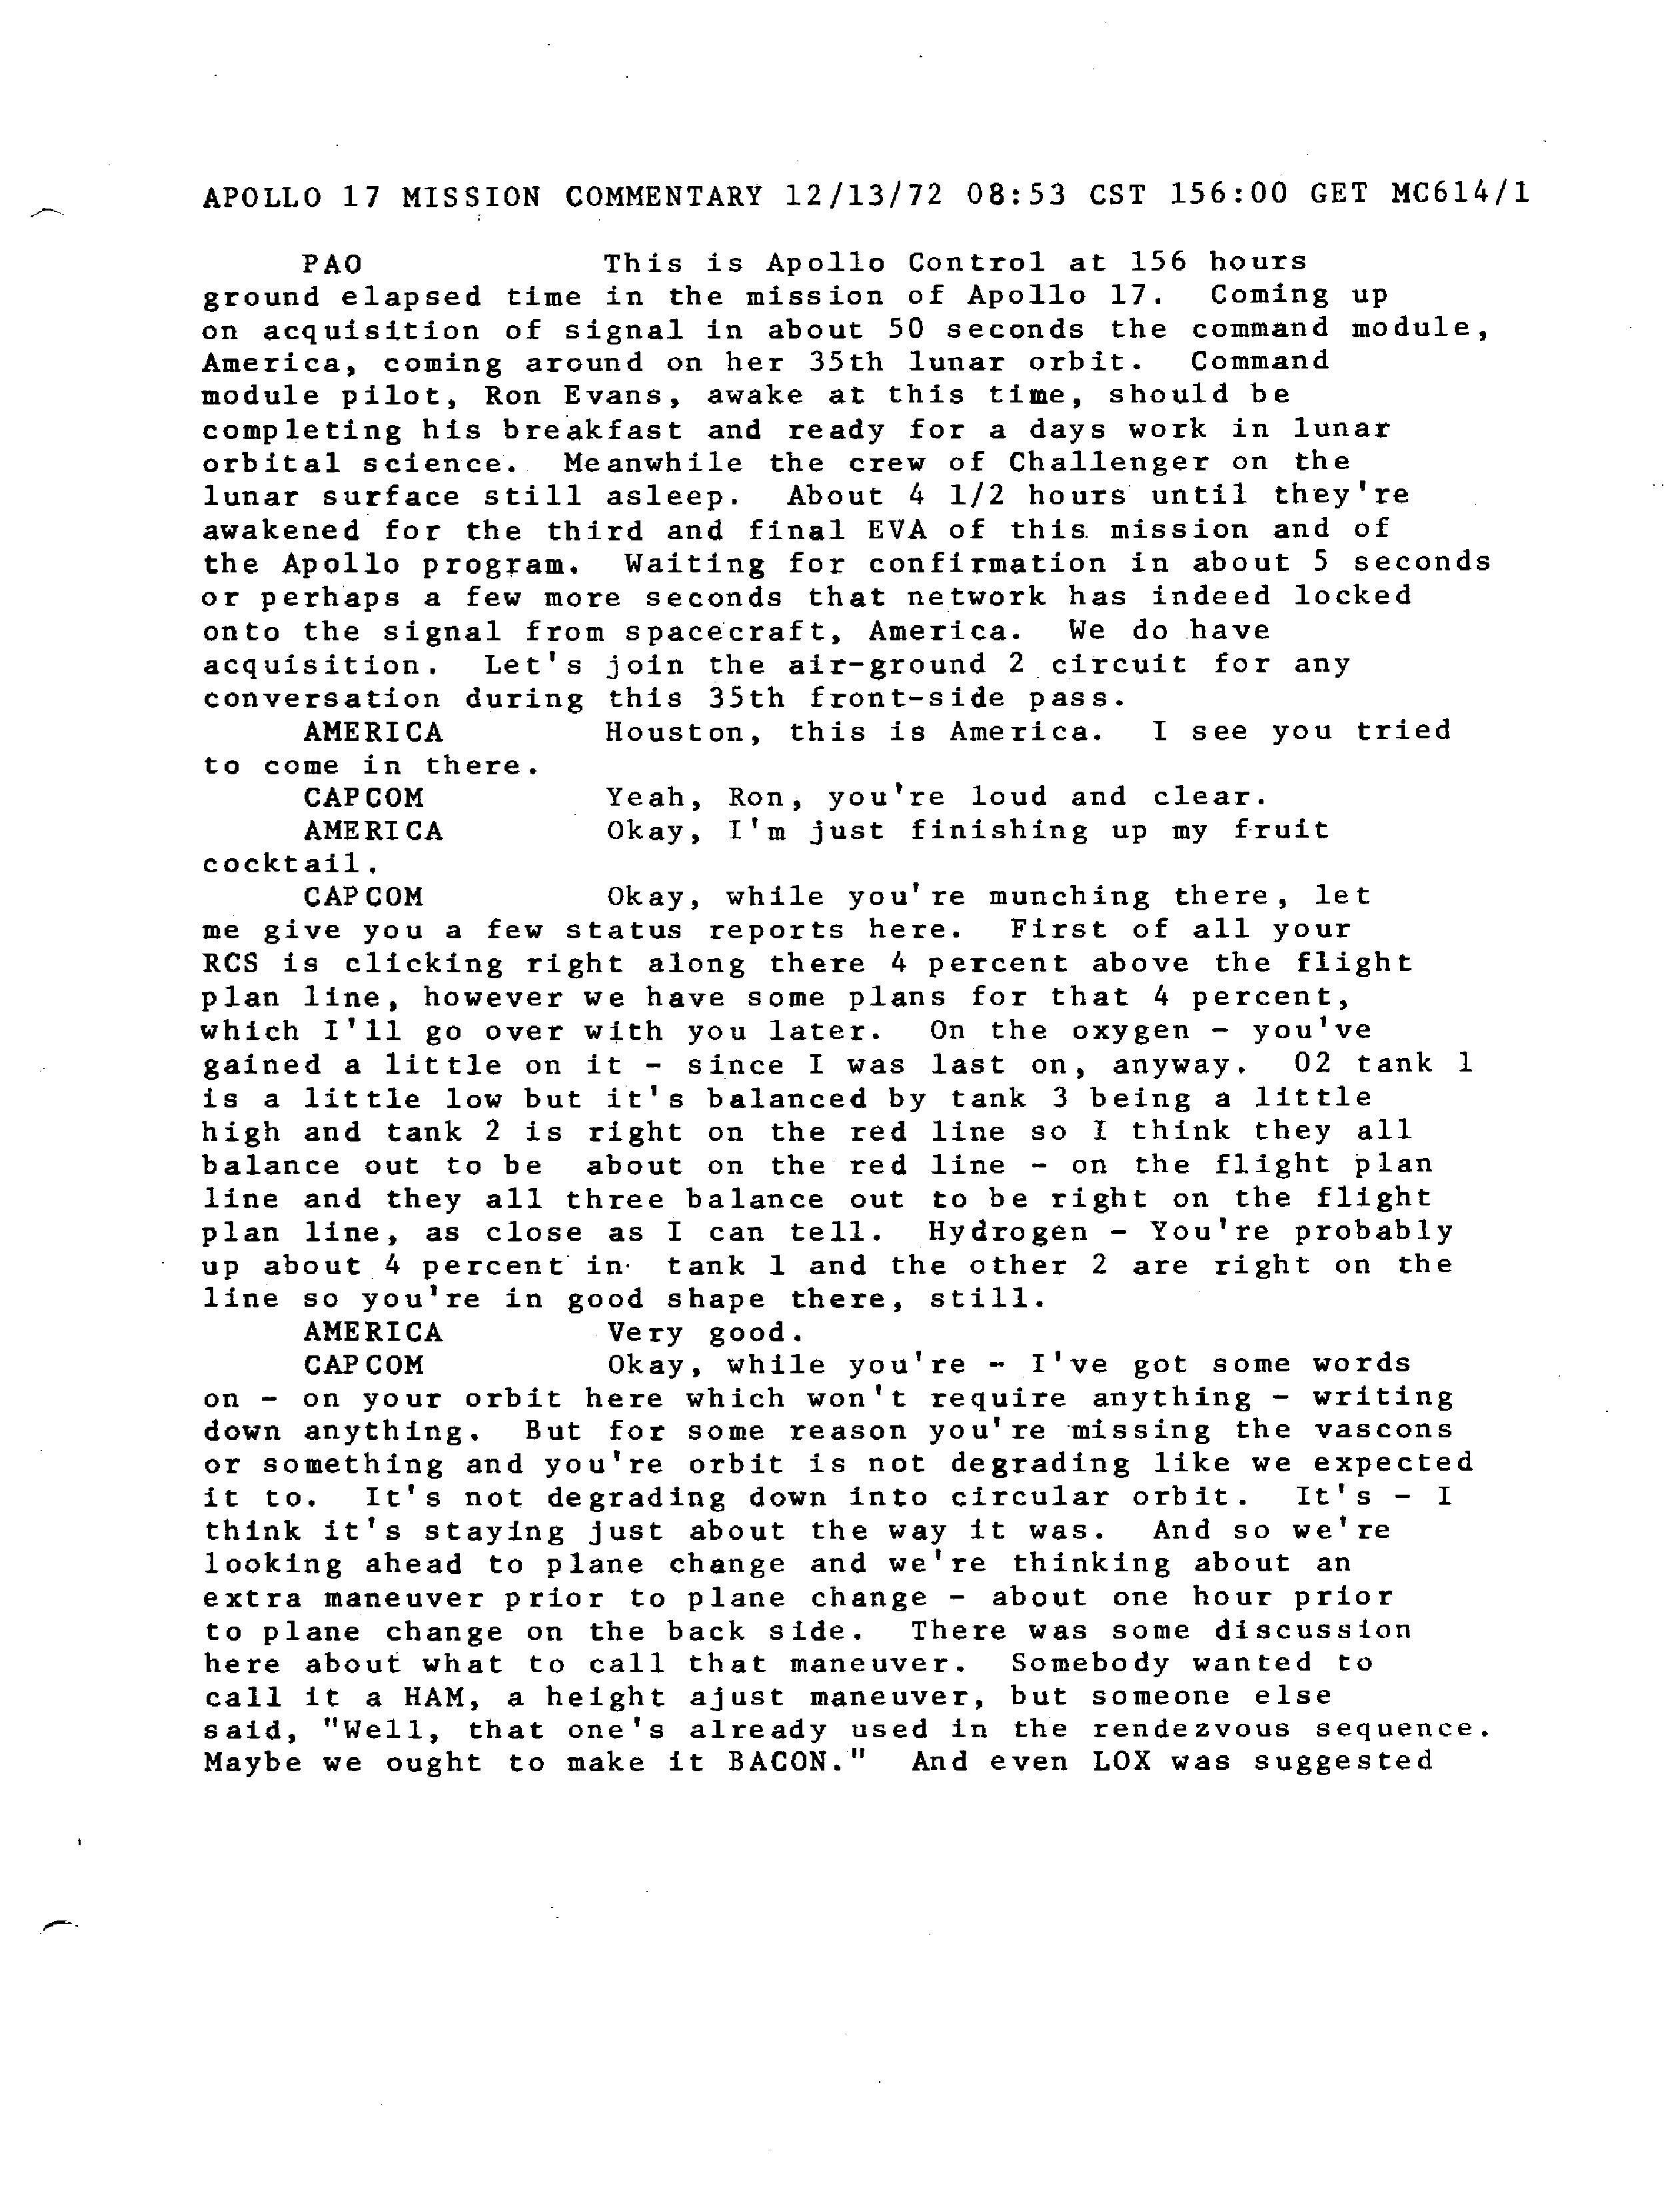 APOLLO 17 MISSION COMMENTARY 12/13/72 08:53 CST 156:00 GET MC614/1
PAO This is Apollo Control at 156 hours
ground elapsed time in the mission of Apollo 17. Coming up
on acquisition of signal in about 50 seconds the command module,
America, coming around on her 35th lunar orbit. Command
module pilot, Ron Evans, awake at this time, should be
completing his breakfast and ready for a days work in lunar
orbital science. Meanwhile the crew of Challenger on the
lunar surface still asleep. About 4 1/2 hours until they're
awakened for the third and final EVA of this mission and of
the Apollo program. Waiting for confirmation in about 5 seconds
or perhaps a few more seconds that network has indeed locked
onto the signal from spacecraft, America. We do have
acquisition. Let's join the air-ground 2 circuit for any
conversation during this 35th front-side pass.
AMERICA Houston, this is America. I see you tried
to come in there.
CAPCOM Yeah, Ron, you're loud and clear.
AMERICA Okay, I'm just finishing up my fruit
cocktail.
CAPCOM Okay, while you're munching there, let
me give you a few status reports here. First of all your
RCS is clicking right along there 4 percent above the flight
plan line, however we have some plans for that 4 percent,
which I'll go over with you later. On the oxygen - you've
gained a little on it - since I was last on, anyway. 02 tank 1
is a little low but it's balanced by tank 3 being a little
high and tank 2 is right on the red line so I think they all
balance out to be about on the red line - on the flight plan
line and they all three balance out to be right on the flight
plan line, as close as I can tell. Hydrogen - You're probably
up about 4 percent in tank 1 and the other 2 are right on the
line so you're in good shape there, still.
AMERICA Very good.
CAPCOM Okay, while you're - I've got some words
on - on your orbit here which won't require anything - writing
down anything. But for some reason you're missing the vascons
or something and you're orbit is not degrading like we expected
it to. It's not degrading down into circular orbit. It's - I
think it's staying just about the way it was. And so we're
looking ahead to plane change and we're thinking about an
extra maneuver prior to plane change - about one hour prior
to plane change on the back side. There was some discussion
here about what to call that maneuver. Somebody wanted to
call it a HAM, a height ajust maneuver, but someone else
said, "Well, that one's already used in the rendezvous sequence.
Maybe we ought to make it BACON." And even LOX was suggested